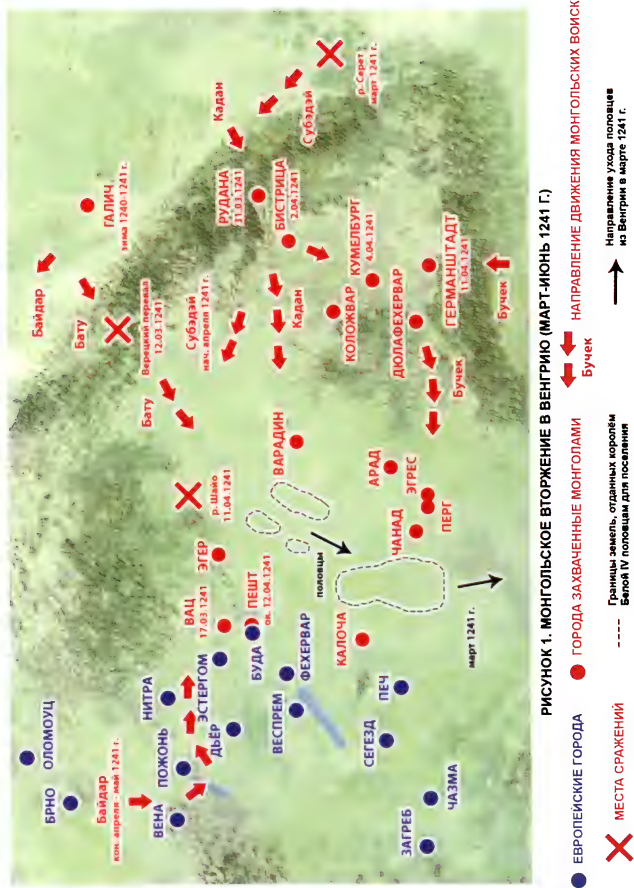 ОЛОМОУЦ
БРНО
Байдар
кон. апреля - май 1241 г.
ВЕНА
ПОЖОНЬ
НИТРА
ДЬЁР
ЭСТЕРГОМ
ВАЦ
17.03.1241
ЭГЕР
ПЕШТ
ок. 12.04.1241
БУДА
ФЕХЕРВАР
ВЕСПРЕМ
СЕГЕЗД
ПЕЧ
ЗАГРЕБ
ЧАЗМА
КАЛОЧА
март 1241 г.
половцы
р. Шайо
11.04.1241
Бату
Верецкий перевал
12.03.1241
Бату
Байдар
ГАЛИЧ
зима 1240-1241 г.
Субэдэй
нач. апреля 1241 г.
Кадан
ВАРАДИН
АРАД
ЭГРЕС
ЧАНАД
ПЕРГ
Бучек
КОЛОЖВАР
ДЮЛАФЕХЕРВАР
КУМЕЛБУРГ
4.04.1241
ГЕРМАНШТАДТ
11.04.1241
Бучек
РУДАНА
31.03.1241
БИСТРИЦА
2.04.1241
Кадан
Субэдэй
р. Серет
март 1241 г.
РИСУНОК 1. МОНГОЛЬСКОЕ ВТОРЖЕНИЕ В ВЕНГРИЮ (МАРТ-ИЮНЬ 1241 Г.)
ЕВРОПЕЙСКИЕ ГОРОДА
ГОРОДА ЗАХВАЧЕННЫЕ МОНГОЛАМИ
Бучек
НАПРАВЛЕНИЕ ДВИЖЕНИЯ МОНГОЛЬСКИХ ВОЙСК
МЕСТА СРАЖЕНИЙ
Границы земель, отданных королём
Белой IV половцам для поселения
Направление ухода половцев
из Венгрии в марте 1241 г.